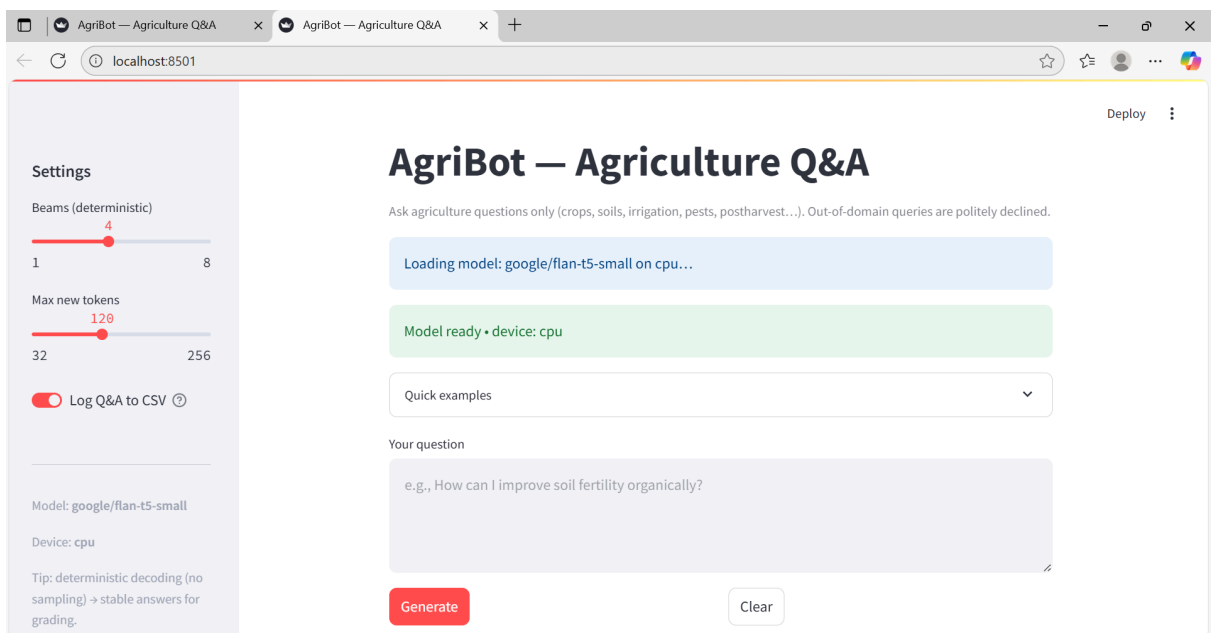 AgriBot — Agriculture Q&A
AgriBot — Agriculture Q&A
localhost:8501
Deploy
Settings
Beams (deterministic)
4
1 8
Max new tokens
120
32 256
Log Q&A to CSV
Model: google/flan-t5-small
Device: cpu
Tip: deterministic decoding (no
sampling) → stable answers for
grading.
AgriBot — Agriculture Q&A
Ask agriculture questions only (crops, soils, irrigation, pests, postharvest…). Out-of-domain queries are politely declined.
Loading model: google/flan-t5-small on cpu…
Model ready • device: cpu
Quick examples
Your question
e.g., How can I improve soil fertility organically?
Generate
Clear